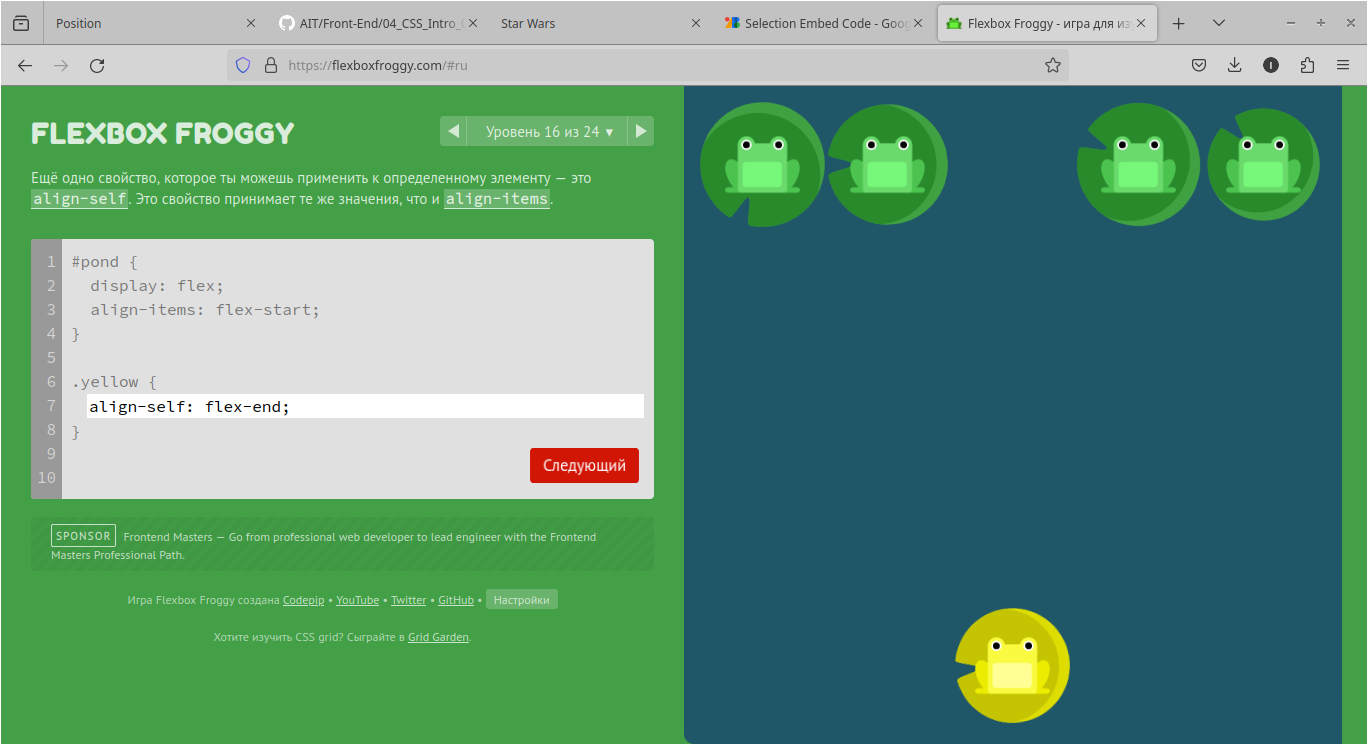 Position
AIT/Front-End/04_CSS_Intro_
Star Wars
Selection Embed Code - Goog
Flexbox Froggy - игра для из
https://flexboxfroggy.com/#ru
FLEXBOX FROGGY
Уровень 16 из 24 ▾
Ещё одно свойство, которое ты можешь применить к определенному элементу — это
align-self. Это свойство принимает те же значения, что и align-items.
1 #pond {
2 display: flex;
3 align-items: flex-start;
4 }
5
6 .yellow {
7 align-self: flex-end;
8 }
9
10
Следующий
SPONSOR Frontend Masters — Go from professional web developer to lead engineer with the Frontend
Masters Professional Path.
Игра Flexbox Froggy создана Codepip • YouTube • Twitter • GitHub • Настройки
Хотите изучить CSS grid? Сыграйте в Grid Garden.